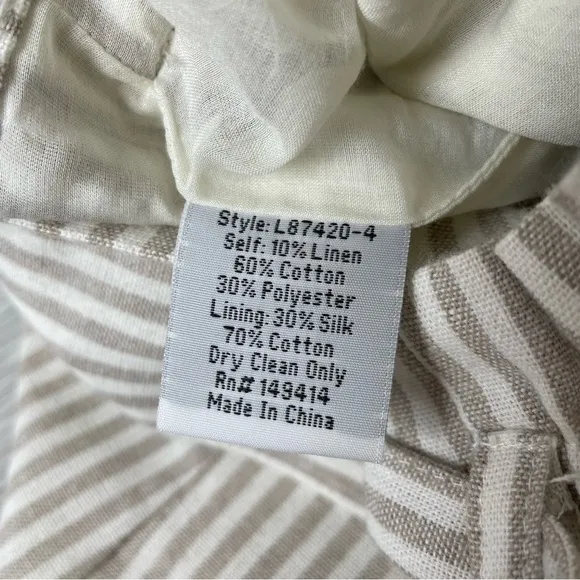 Style: L87420-4
Self: 10% Linen
60% Cotton
30% Polyester
Lining: 30% Silk
70% Cotton
Dry Clean Only
Rn# 149414
Made In China